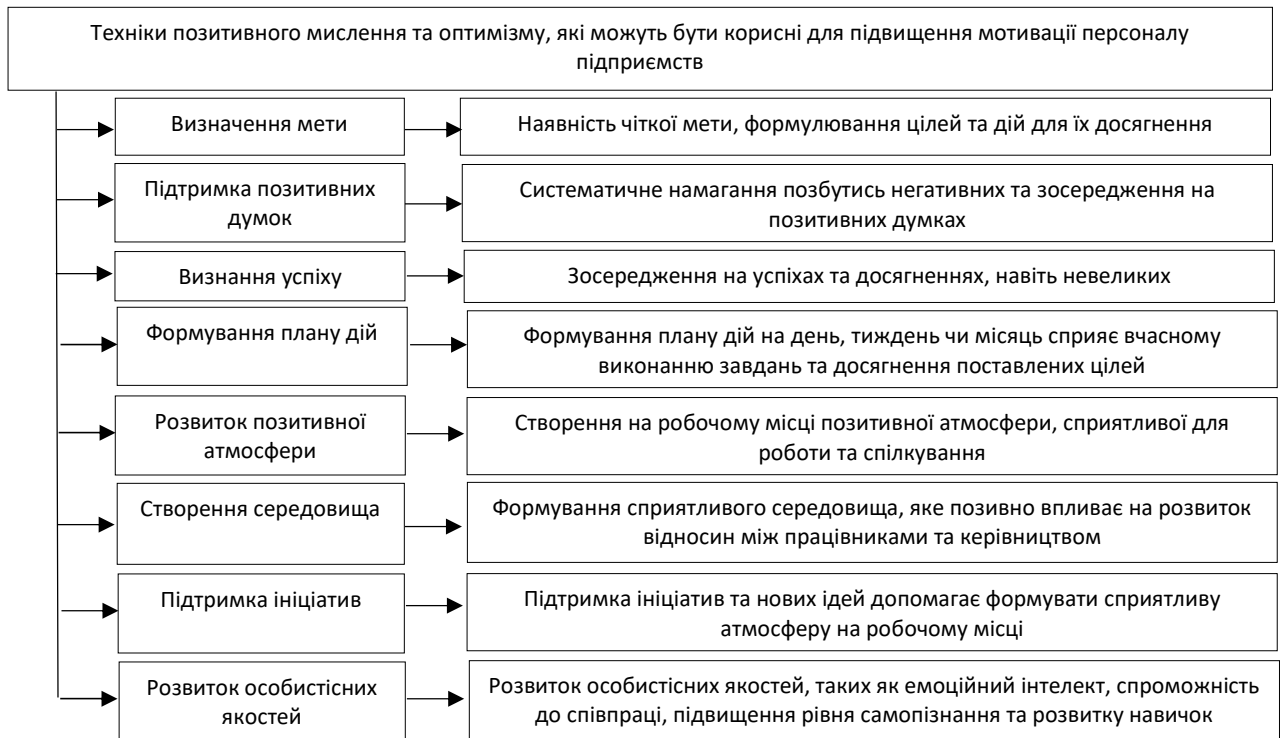 Техніки позитивного мислення та оптимізму, які можуть бути корисні для підвищення мотивації персоналу
підприємств
Визначення мети
Наявність чіткої мети, формулювання цілей та дій для їх досягнення
Підтримка позитивних
думок
Систематичне намагання позбутись негативних та зосередження на
позитивних думках
Визнання успіху
Зосередження на успіхах та досягненнях, навіть невеликих
Формування плану дій
Формування плану дій на день, тиждень чи місяць сприяє вчасному
виконанню завдань та досягнення поставлених цілей
Розвиток позитивної
атмосфери
Створення на робочому місці позитивної атмосфери, сприятливої для
роботи та спілкування
Створення середовища
Формування сприятливого середовища, яке позивно впливає на розвиток
відносин між працівниками та керівництвом
Підтримка ініціатив
Підтримка ініціатив та нових ідей допомагає формувати сприятливу
атмосферу на робочому місці
Розвиток особистісних
якостей
Розвиток особистісних якостей, таких як емоційний інтелект, спроможність
до співпраці, підвищення рівня самопізнання та розвитку навичок